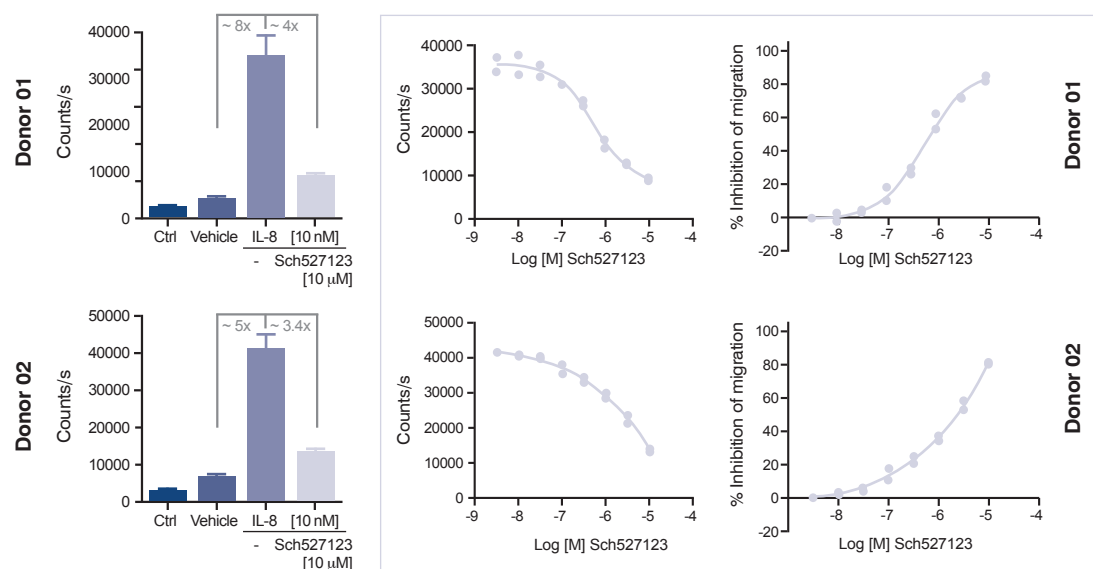 Donor 01
Counts/s
40000
30000
20000
10000
0
~ 8x ~ 4x
Ctrl Vehicle IL-8 [10 nM]
- Sch527123
[10 µM]
Counts/s
40000
30000
20000
10000
0
-9 -8 -7 -6 -5 -4
Log [M] Sch527123
% Inhibition of migration
100
80
60
40
20
0
-20
-8 -7 -6 -5 -4
Log [M] Sch527123
Donor 01
Donor 02
Counts/s
50000
40000
30000
20000
10000
0
~ 5x ~ 3.4x
Ctrl Vehicle IL-8 [10 nM]
- Sch527123
[10 µM]
Counts/s
50000
40000
30000
20000
10000
0
-9 -8 -7 -6 -5 -4
Log [M] Sch527123
% Inhibition of migration
100
80
60
40
20
0
-20
-8 -7 -6 -5 -4
Log [M] Sch527123
Donor 02